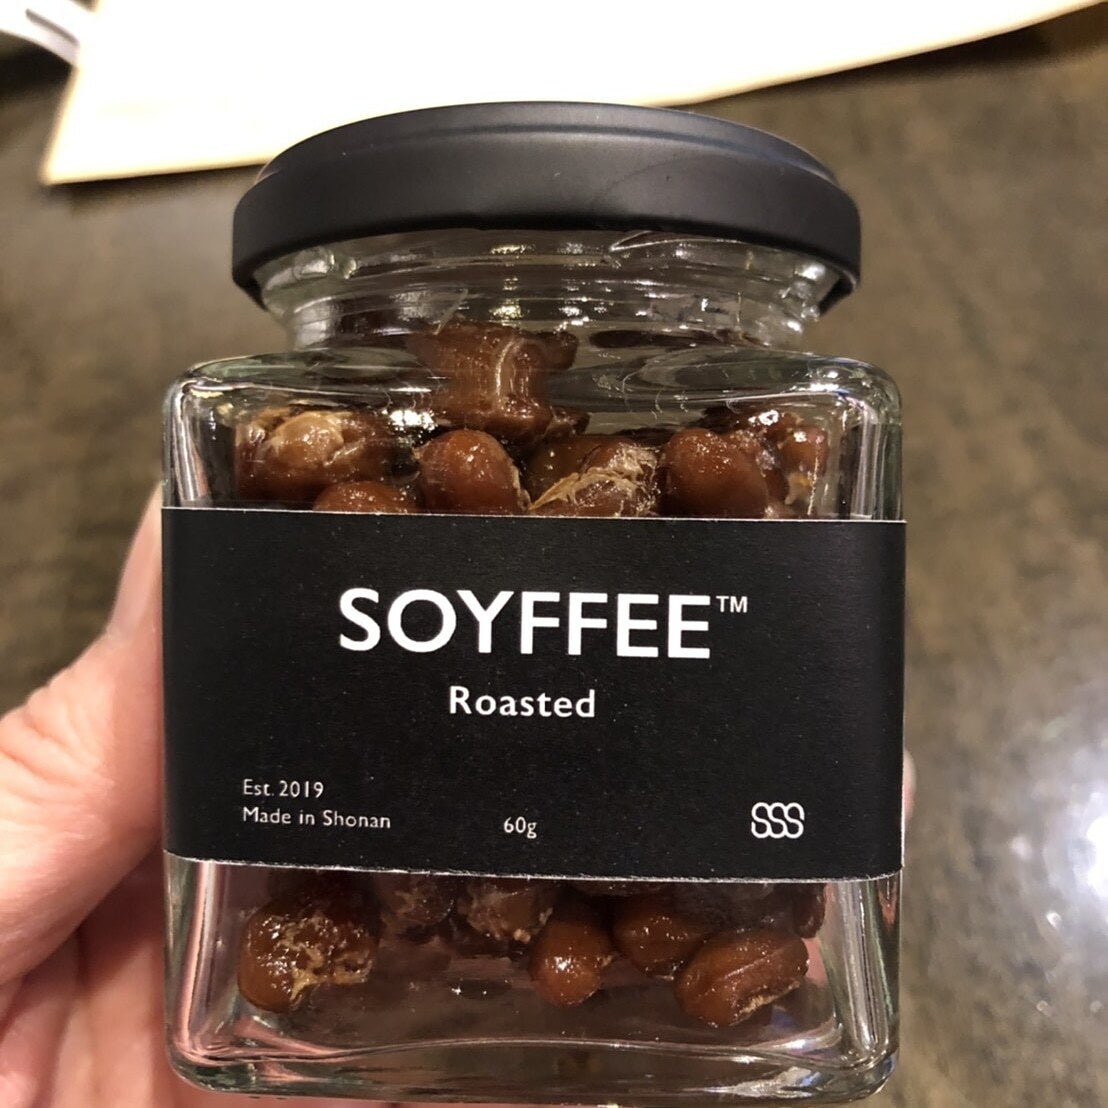 SOYFFEE™
Roasted
Est. 2019
Made in Shonan
60g
SSS